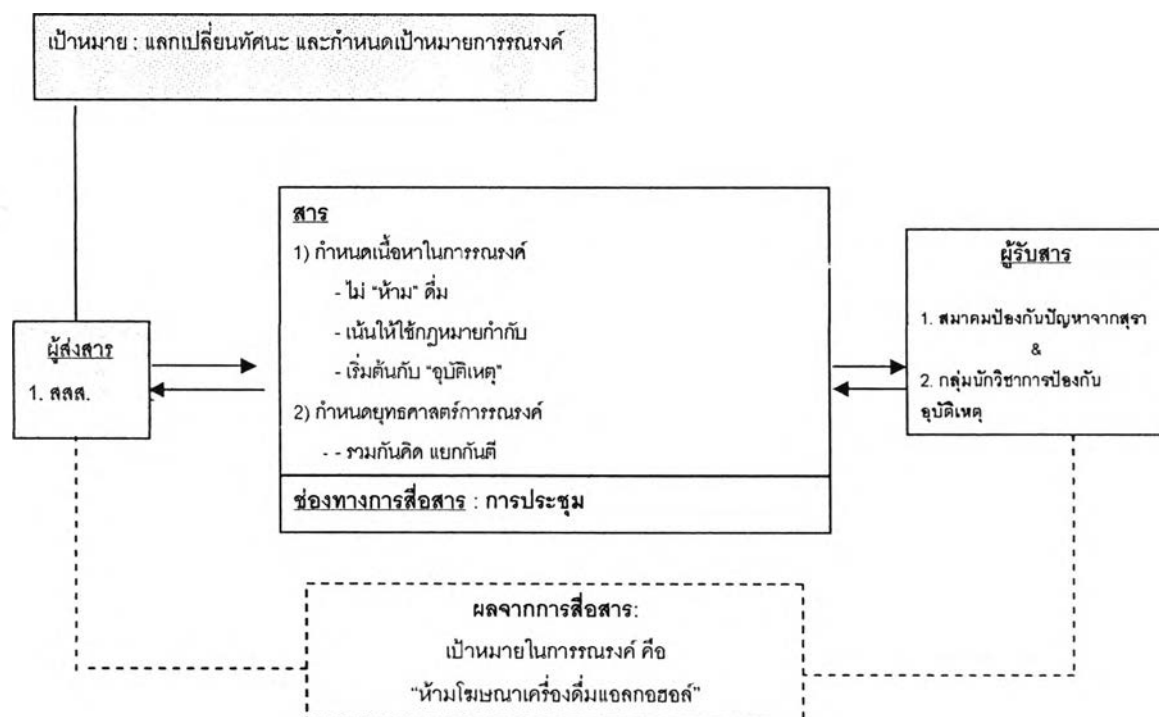 เป้าหมาย : แลกเปลี่ยนทัศนะ และกำหนดเป้าหมายการรณรงค์
สาร
1) กำหนดเนื้อหาในการรณรงค์
- ไม่ “ห้าม” ดื่ม
- เน้นให้ใช้กฎหมายกำกับ
- เริ่มต้นกับ “อุบัติเหตุ”
2) กำหนดยุทธศาสตร์การรณรงค์
- - รวมกันคิด แยกกันตี
ช่องทางการสื่อสาร : การประชุม
ผู้ส่งสาร
1. สสส.
ผู้รับสาร
1. สมาคมป้องกันปัญหาจากสุรา
&
2. กลุ่มนักวิชาการป้องกัน
อุบัติเหตุ
ผลจากการสื่อสาร:
เป้าหมายในการรณรงค์ คือ
“ห้ามโฆษณาเครื่องดื่มแอลกอฮอล์”